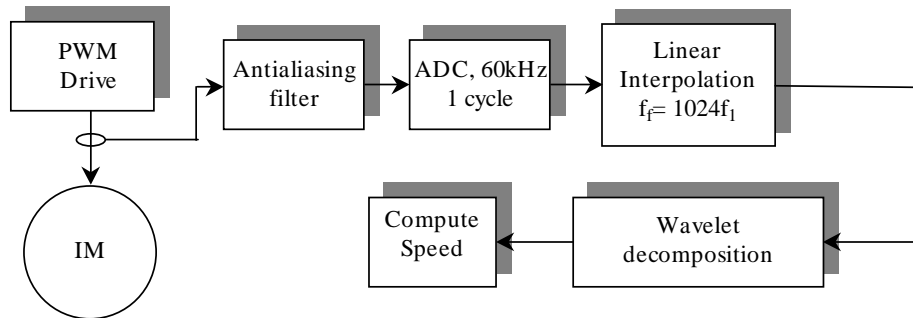 PWM
Drive
Antialiasing
filter
ADC, 60kHz
1 cycle
Linear
Interpolation
f_f= 1024f_1
IM
Compute
Speed
Wavelet
decomposition